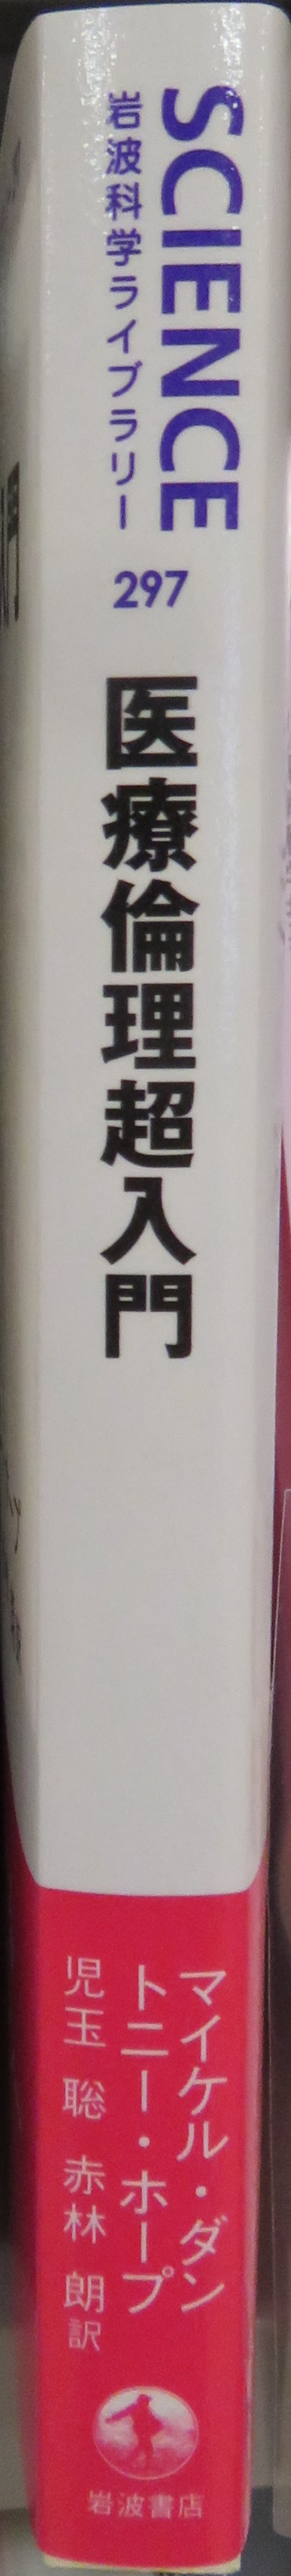 SCIENCE
岩波科学ライブラリー
297
医療倫理超入門
マイケル・ダン
トニー・ホープ
児玉 聡 赤林 朗 訳
岩波書店